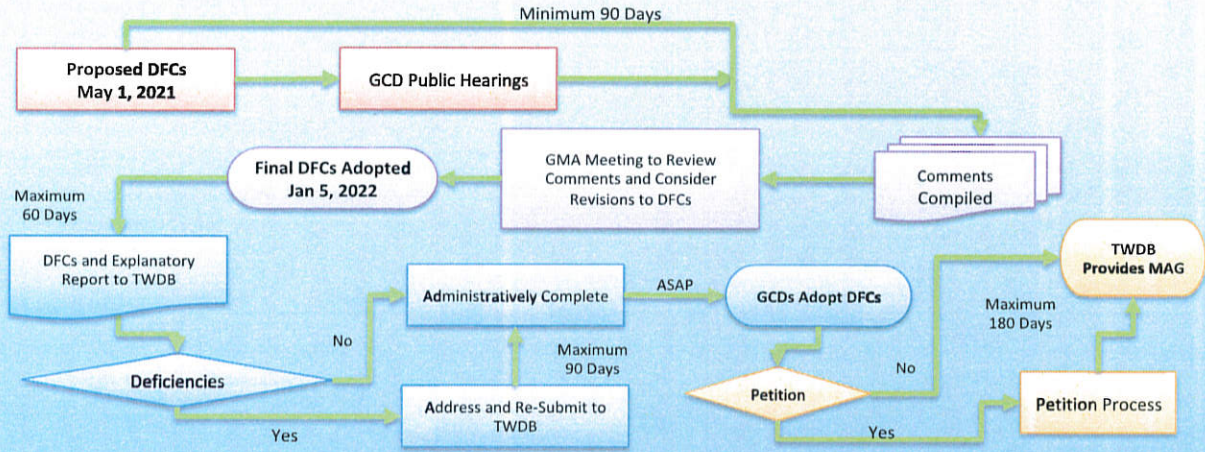 Minimum 90 Days
Proposed DFCs
May 1, 2021
GCD Public Hearings
Comments
Compiled
GMA Meeting to Review
Comments and Consider
Revisions to DFCs
Final DFCs Adopted
Jan 5, 2022
Maximum
60 Days
DFCs and Explanatory
Report to TWDB
Deficiencies
No
Yes
Address and Re-Submit to
TWDB
Maximum
90 Days
Administratively Complete
ASAP
GCDs Adopt DFCs
Petition
No
Yes
Petition Process
Maximum
180 Days
TWDB
Provides MAG